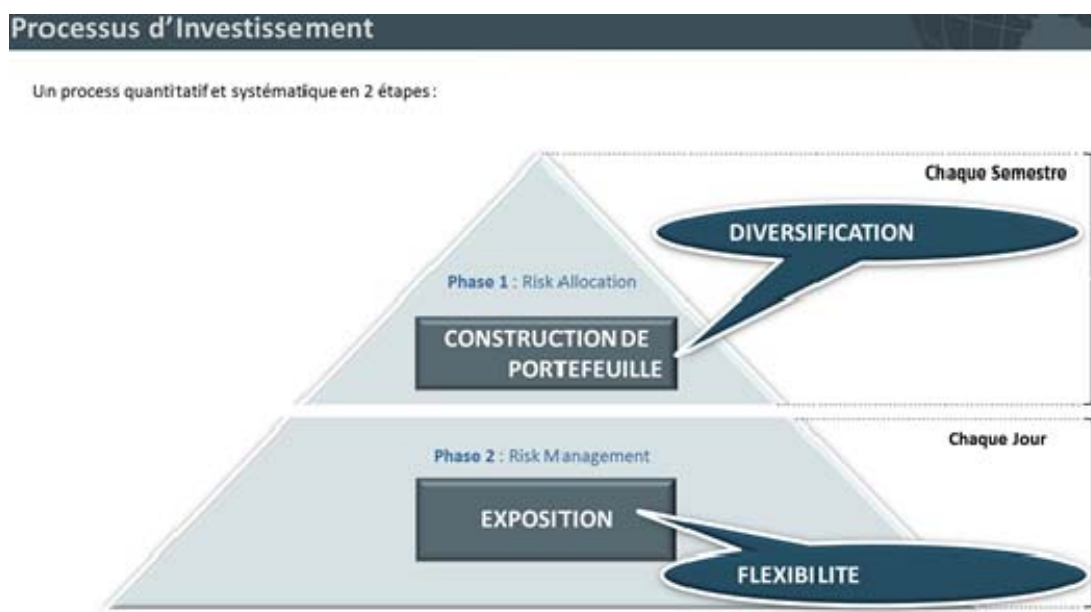 Processus d'Investissement
Un process quantitatif et systématique en 2 étapes :
Chaque Semestre
DIVERSIFICATION
Phase 1 : Risk Allocation
CONSTRUCTION DE
PORTEFEUILLE
Chaque Jour
Phase 2 : Risk Management
EXPOSITION
FLEXIBILITE